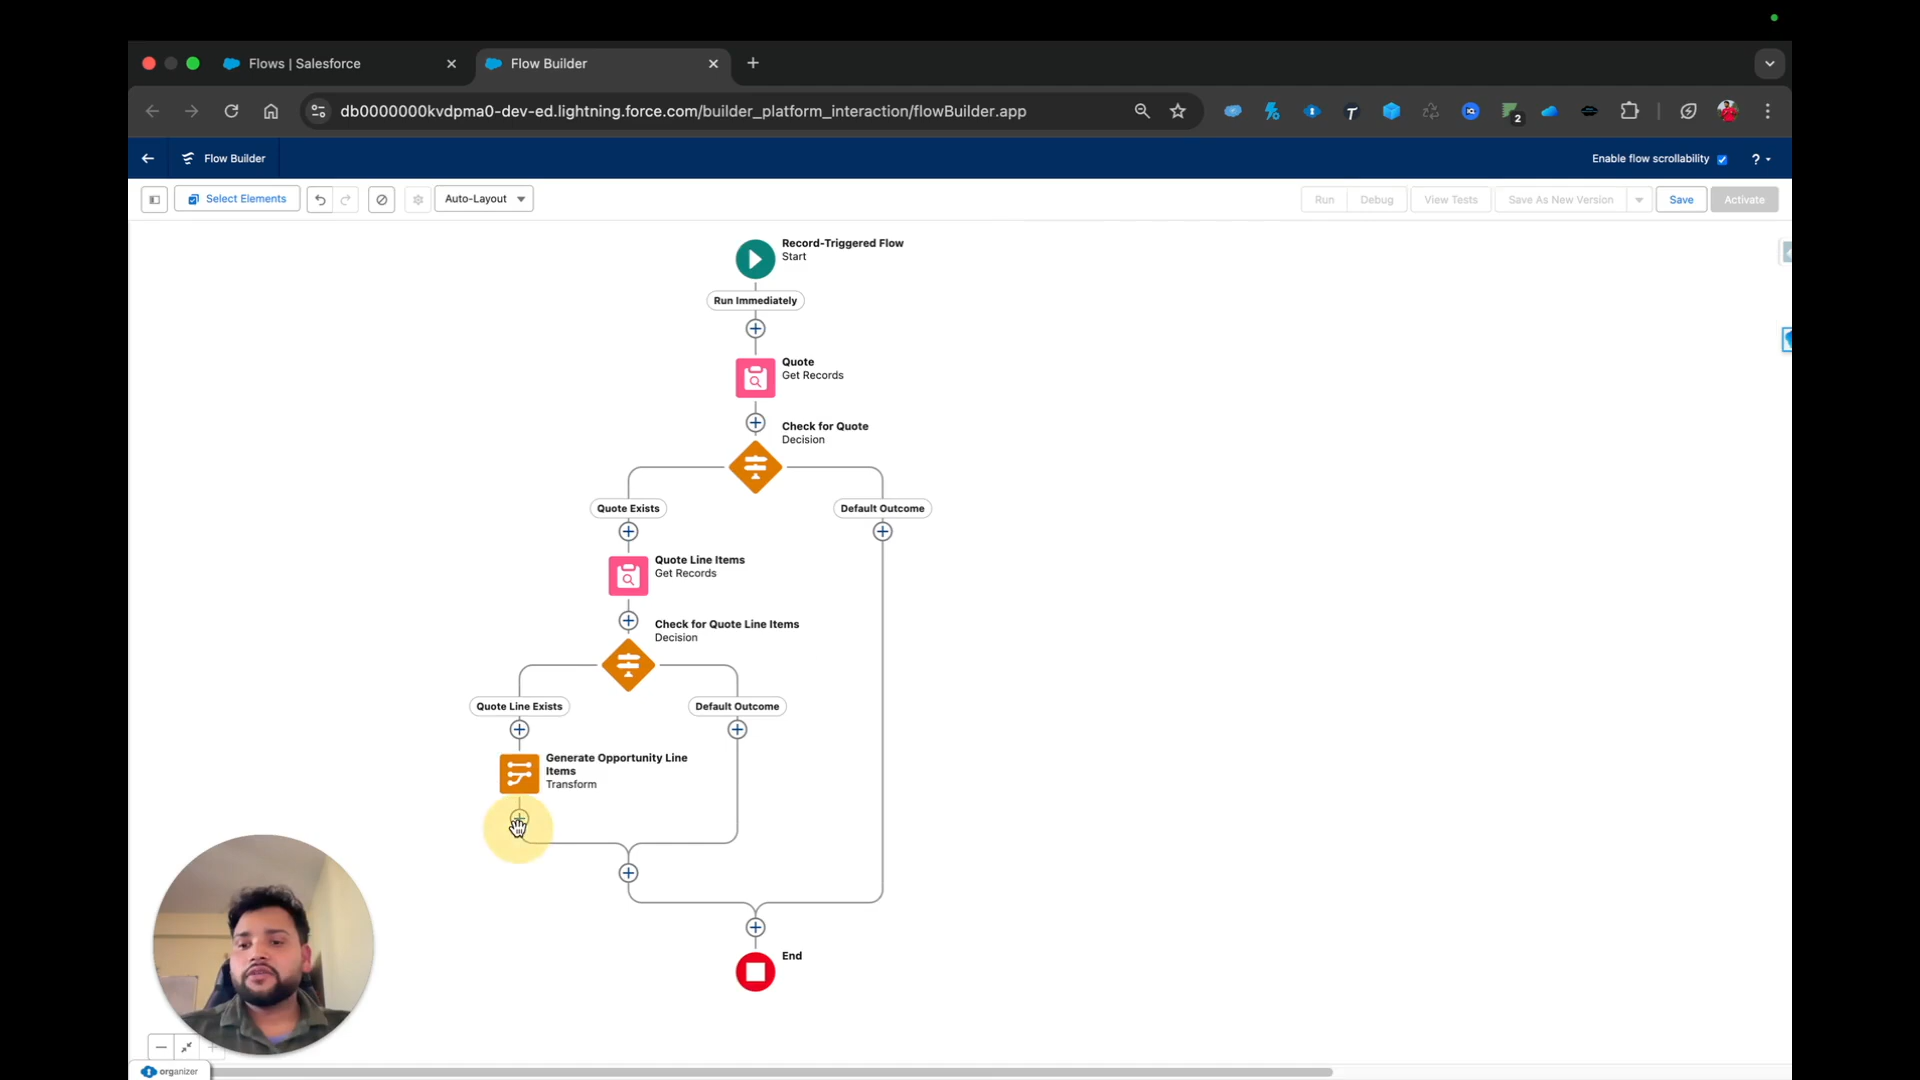 Flows | Salesforce
Flow Builder
db0000000kvdpma0-dev-ed.lightning.force.com/builder_platform_interaction/flowBuilder.app
2
Flow Builder
Enable flow scrollability
?
Select Elements
Auto-Layout
Run
Debug
View Tests
Save As New Version
Save
Activate
Record-Triggered Flow
Start
Run Immediately
Quote
Get Records
Check for Quote
Decision
Quote Exists
Default Outcome
Quote Line Items
Get Records
Check for Quote Line Items
Decision
Quote Line Exists
Default Outcome
Generate Opportunity Line
Items
Transform
End
organizer